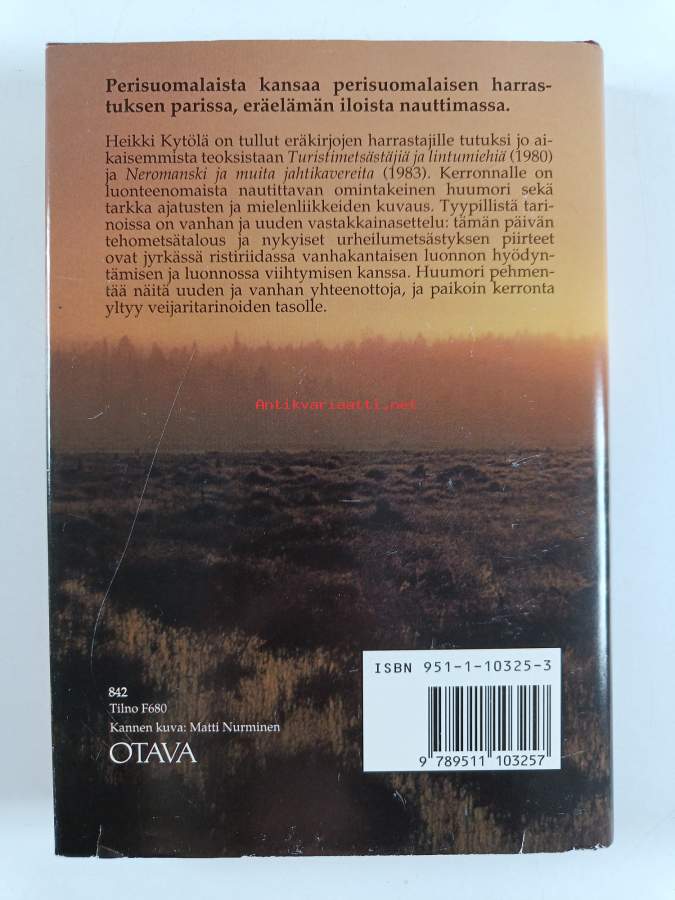 Perisuomalaista kansaa perisuomalaisen harras-
tuksen parissa, eräelämän iloista nauttimassa.
Heikki Kytölä on tullut eräkirjojen harrastajille tutuksi jo ai-
kaisemmista teoksistaan Turistimetsästäjiä ja lintumiehiä (1980)
ja Neromanski ja muita jahtikavereita (1983). Kerronnalle on
luonteenomaista nautittavan omintakeinen huumori sekä
tarkka ajatusten ja mielenliikkeiden kuvaus. Tyypillistä tari-
noissa on vanhan ja uuden vastakkainasettelu: tämän päivän
tehometsätalous ja nykyiset urheilumetsästyksen piirteet
ovat jyrkässä ristiriidassa vanhakantaisen luonnon hyödyn-
tämisen ja luonnossa viihtymisen kanssa. Huumori pehmen-
tää näitä uuden ja vanhan yhteenottoja, ja paikoin kerronta
yltyy veijaritarinoiden tasolle.
Antikvariaatti.net
ISBN 951-1-10325-3
9 789511 103257
842
Tilno F680
Kannen kuva: Matti Nurminen
OTAVA